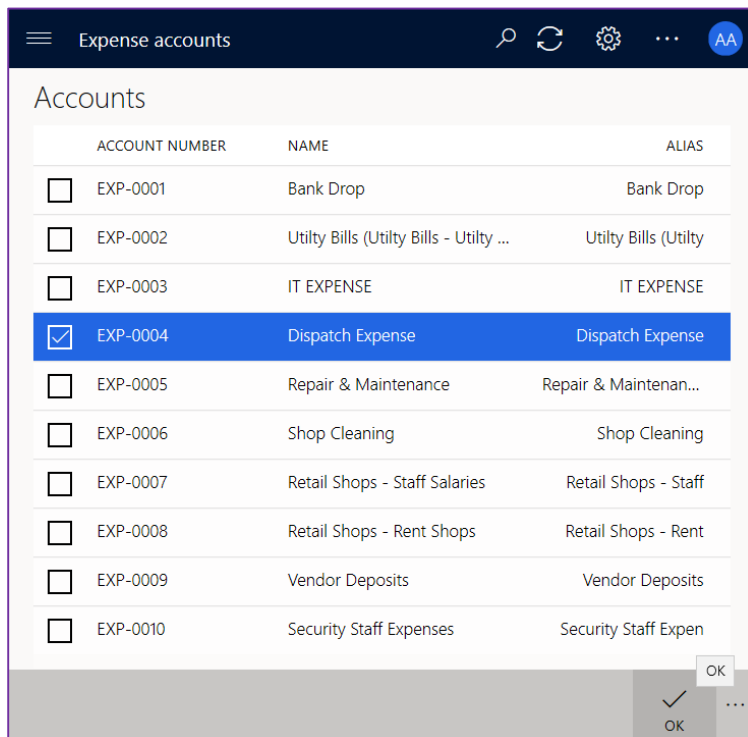 Expense accounts ... AA
Accounts
ACCOUNT NUMBER NAME ALIAS
EXP-0001 Bank Drop Bank Drop
EXP-0002 Utilty Bills (Utilty Bills - Utilty ... Utilty Bills (Utilty
EXP-0003 IT EXPENSE IT EXPENSE
EXP-0004 Dispatch Expense Dispatch Expense
EXP-0005 Repair & Maintenance Repair & Maintenan...
EXP-0006 Shop Cleaning Shop Cleaning
EXP-0007 Retail Shops - Staff Salaries Retail Shops - Staff
EXP-0008 Retail Shops - Rent Shops Retail Shops - Rent
EXP-0009 Vendor Deposits Vendor Deposits
EXP-0010 Security Staff Expenses Security Staff Expen
OK
...
OK